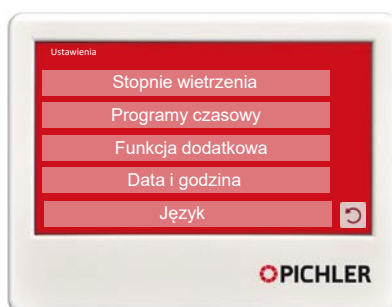 Ustawienia
Stopnie wietrzenia
Programy czasowy
Funkcja dodatkowa
Data i godzina
Język
PICHLER